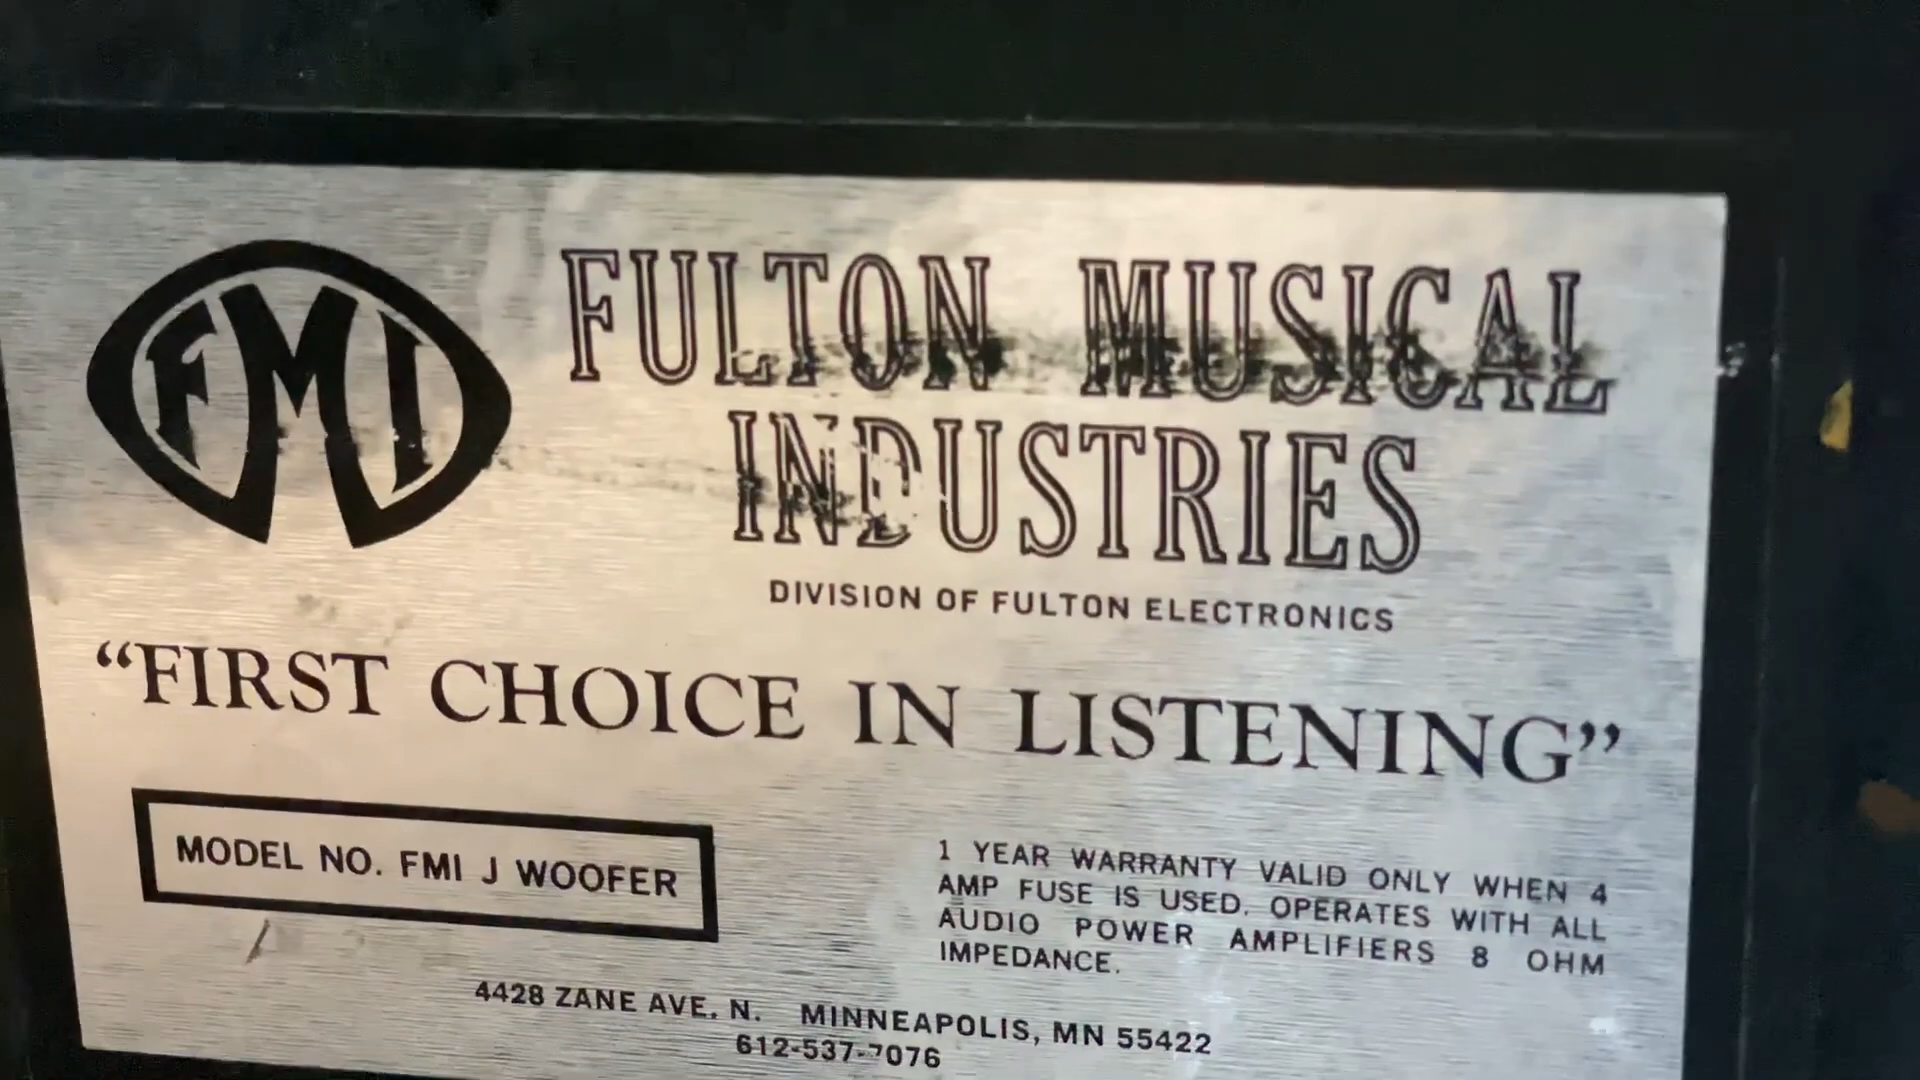 FMI
FULTON MUSICAL
INDUSTRIES
DIVISION OF FULTON ELECTRONICS
“FIRST CHOICE IN LISTENING”
MODEL NO. FMI J WOOFER
1 YEAR WARRANTY VALID ONLY WHEN 4
AMP FUSE IS USED. OPERATES WITH ALL
AUDIO POWER AMPLIFIERS 8 OHM
IMPEDANCE.
4428 ZANE AVE. N. MINNEAPOLIS, MN 55422
612-537-7076